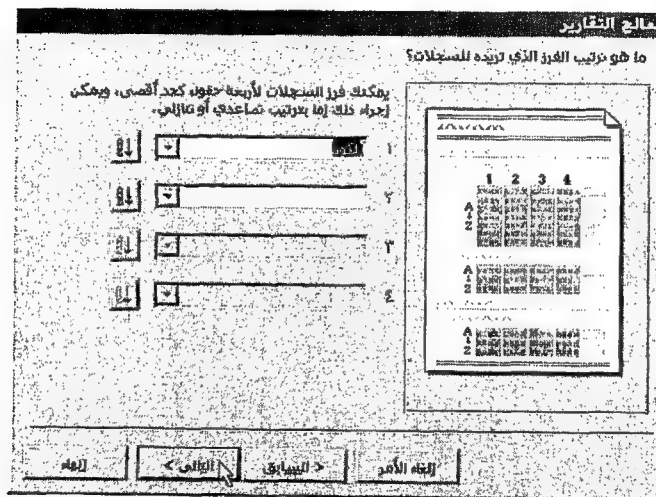 معالج التقارير
ما هو ترتيب الفرز الذي تريده للسجلات؟
يمكنك فرز السجلات لأربعة حقول كحد أقصى، ويمكن
إجراء ذلك إما بترتيب تصاعدي أو تنازلي.
١
٢
٣
٤
1 2 3 4
A
Z
A
Z
A
Z
إلغاء الأمر
< السابق
التالي >
إنهاء